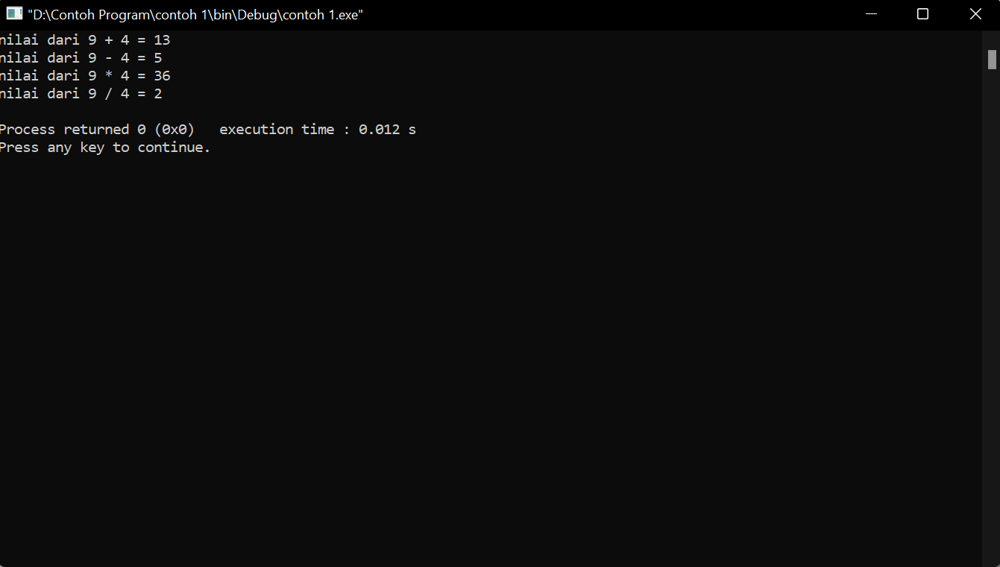 "D:\Contoh Program\contoh 1\bin\Debug\contoh 1.exe"
nilai dari 9 + 4 = 13
nilai dari 9 - 4 = 5
nilai dari 9 * 4 = 36
nilai dari 9 / 4 = 2
Process returned 0 (0x0)   execution time : 0.012 s
Press any key to continue.